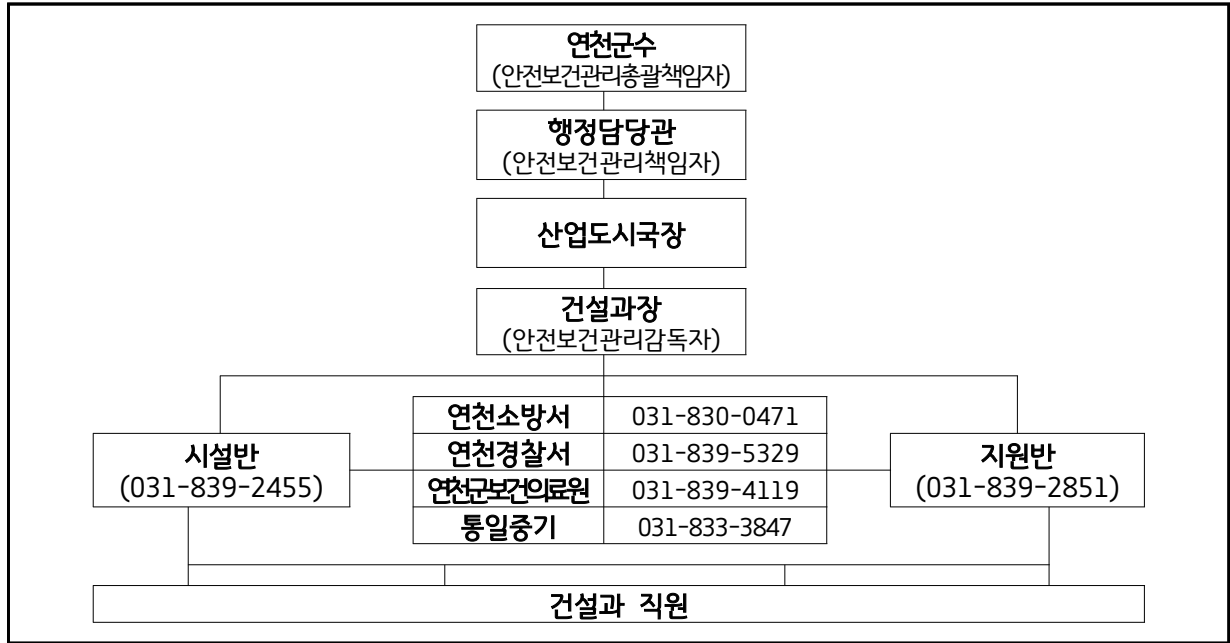 연천군수
(안전보건관리총괄책임자)
행정담당관
(안전보건관리책임자)
산업도시국장
건설과장
(안전보건관리감독자)
시설반
(031-839-2455)
연천소방서 031-830-0471
연천경찰서 031-839-5329
연천군보건의료원 031-839-4119
통일중기 031-833-3847
지원반
(031-839-2851)
건설과 직원